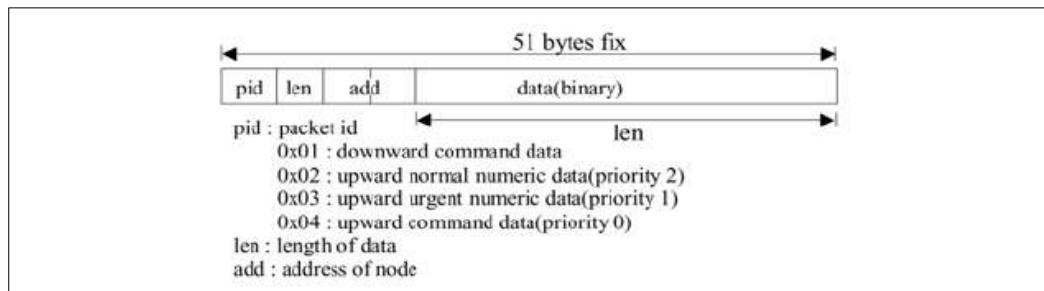 51 bytes fix
pid len add data(binary)
len
pid : packet id
0x01 : downward command data
0x02 : upward normal numeric data(priority 2)
0x03 : upward urgent numeric data(priority 1)
0x04 : upward command data(priority 0)
len : length of data
add : address of node